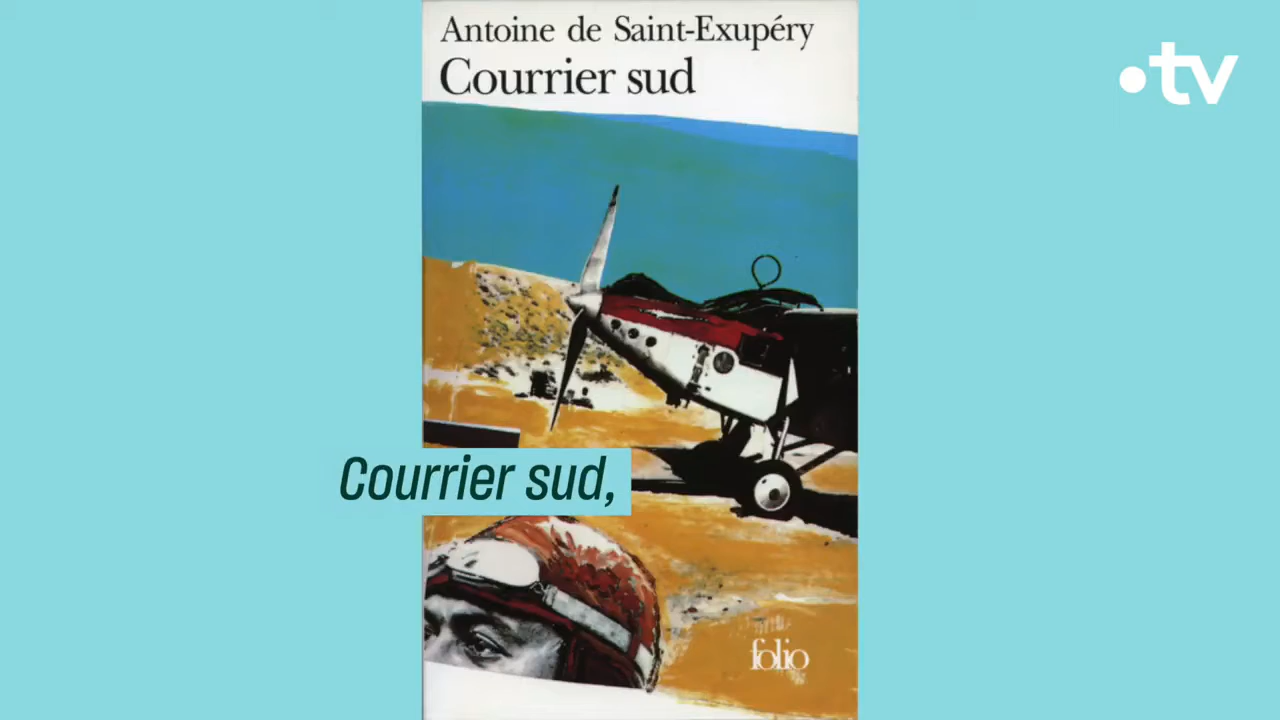 Antoine de Saint-Exupéry
Courrier sud
•tv
Courrier sud,
folio